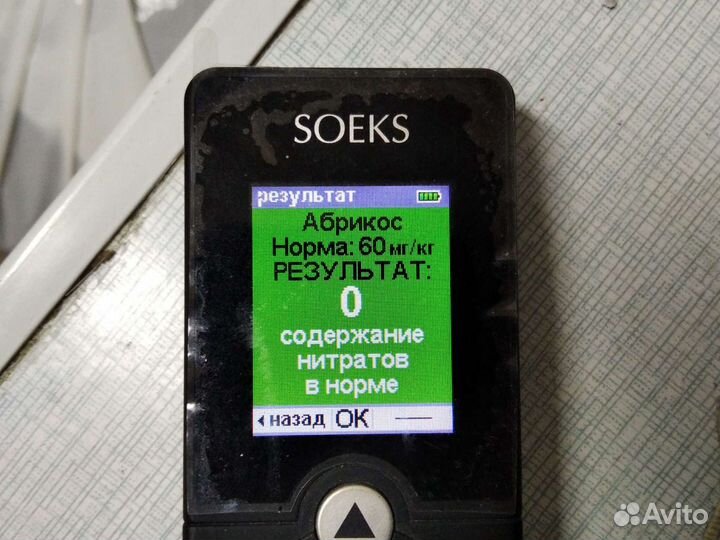 SOEKS
результат
Абрикос
Норма: 60 мг/кг
РЕЗУЛЬТАТ:
0
содержание
нитратов
в норме
назад OK
Avito